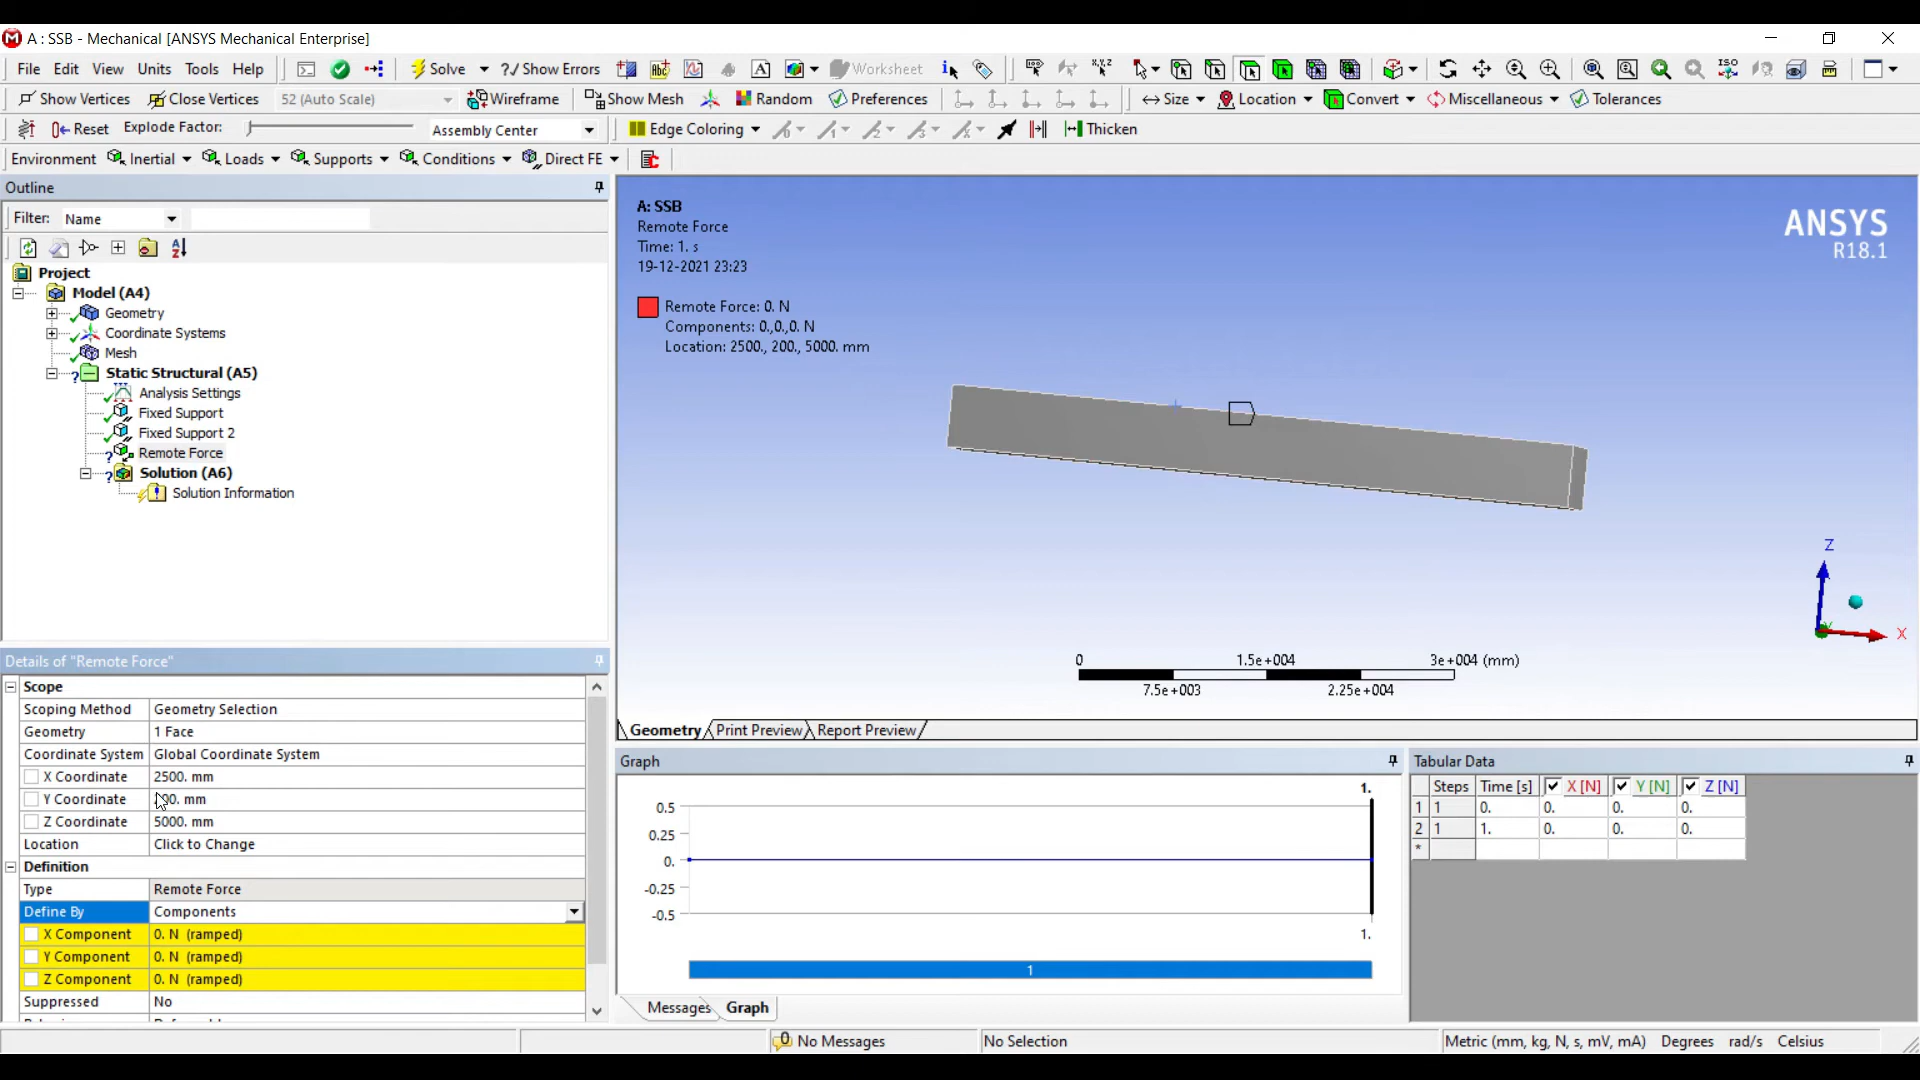 A : SSB - Mechanical [ANSYS Mechanical Enterprise]
File Edit View Units Tools Help Solve ?/ Show Errors Worksheet
Show Vertices Close Vertices 52 (Auto Scale) Wireframe Show Mesh Random Preferences Size Location Convert Miscellaneous Tolerances
Reset Explode Factor: Assembly Center Edge Coloring Thicken
Environment Inertial Loads Supports Conditions Direct FE
Outline
Filter: Name
Project
Model (A4)
Geometry
Coordinate Systems
Mesh
Static Structural (A5)
Analysis Settings
Fixed Support
Fixed Support 2
Remote Force
Solution (A6)
Solution Information
A: SSB
Remote Force
Time: 1. s
19-12-2021 23:23
Remote Force: 0. N
Components: 0.,0.,0. N
Location: 2500., 200., 5000. mm
ANSYS
R18.1
Z
X
0 1.5e+004 3e+004 (mm)
7.5e+003 2.25e+004
Geometry Print Preview Report Preview
Details of "Remote Force"
Scope
Scoping Method Geometry Selection
Geometry 1 Face
Coordinate System Global Coordinate System
X Coordinate 2500. mm
Y Coordinate 200. mm
Z Coordinate 5000. mm
Location Click to Change
Definition
Type Remote Force
Define By Components
X Component 0. N (ramped)
Y Component 0. N (ramped)
Z Component 0. N (ramped)
Suppressed No
Graph
1.
0.5
0.25
0.
-0.25
-0.5
1.
1
Messages Graph
Tabular Data
Steps Time [s] X [N] Y [N] Z [N]
1 1 0. 0. 0. 0.
2 1 1. 0. 0. 0.
*
No Messages No Selection Metric (mm, kg, N, s, mV, mA) Degrees rad/s Celsius